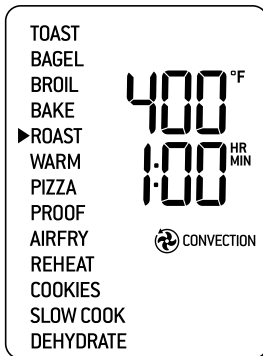 TOAST
BAGEL
BROIL
BAKE
ROAST
WARM
PIZZA
PROOF
AIRFRY
REHEAT
COOKIES
SLOW COOK
DEHYDRATE
400 °F
1:00 HR
MIN
CONVECTION